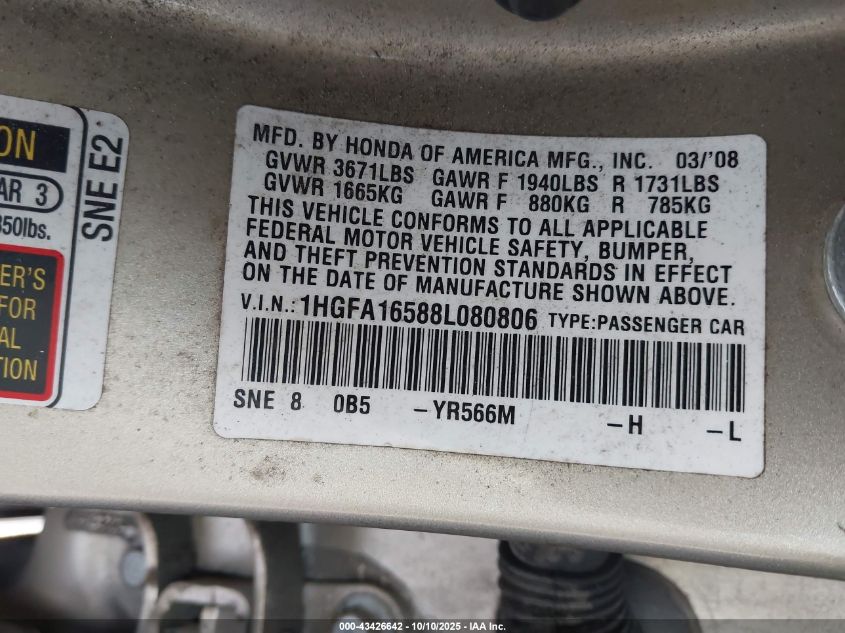 ON
AR 3
350lbs.
SNE E2
ER'S
FOR
AL
TION
MFD. BY HONDA OF AMERICA MFG., INC. 03/'08
GVWR 3671LBS GAWR F 1940LBS R 1731LBS
GVWR 1665KG GAWR F 880KG R 785KG
THIS VEHICLE CONFORMS TO ALL APPLICABLE
FEDERAL MOTOR VEHICLE SAFETY, BUMPER,
AND THEFT PREVENTION STANDARDS IN EFFECT
ON THE DATE OF MANUFACTURE SHOWN ABOVE.
V.I.N.: 1HGFA16588L080806 TYPE:PASSENGER CAR
SNE 8 0B5 -YR566M -H -L
000-43426642 - 10/10/2025 - IAA Inc.